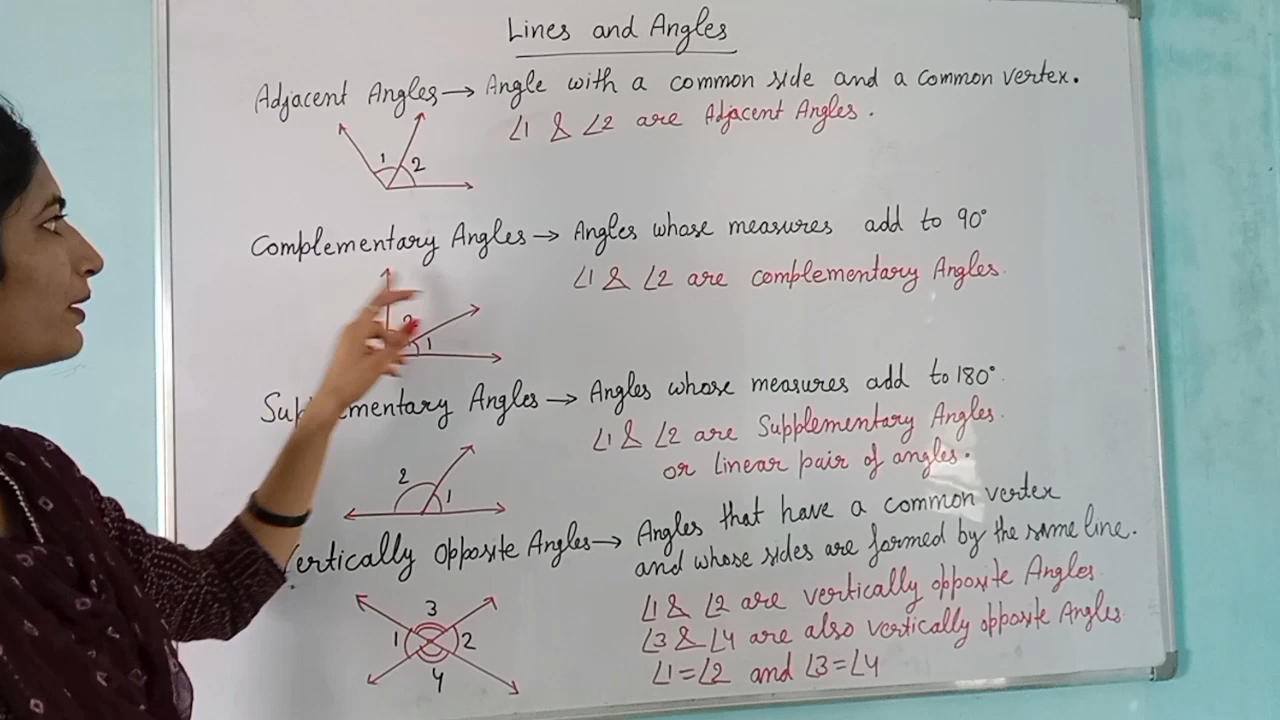 Lines and Angles
Adjacent Angles → Angle with a common side and a common vertex.
∠1 & ∠2 are Adjacent Angles.
1 2
Complementary Angles → Angles whose measures add to 90°
∠1 & ∠2 are complementary Angles.
2 1
Angles → Angles whose measures add to 180°.
∠1 & ∠2 are Supplementary Angles.
or linear pair of angles.
2 1
Vertically opposite Angles → Angles that have a common vertex
and whose sides are formed by the same line.
∠1 & ∠2 are vertically opposite Angles
∠3 & ∠4 are also vertically opposite Angles.
∠1 = ∠2 and ∠3 = ∠4
3
1 2
4